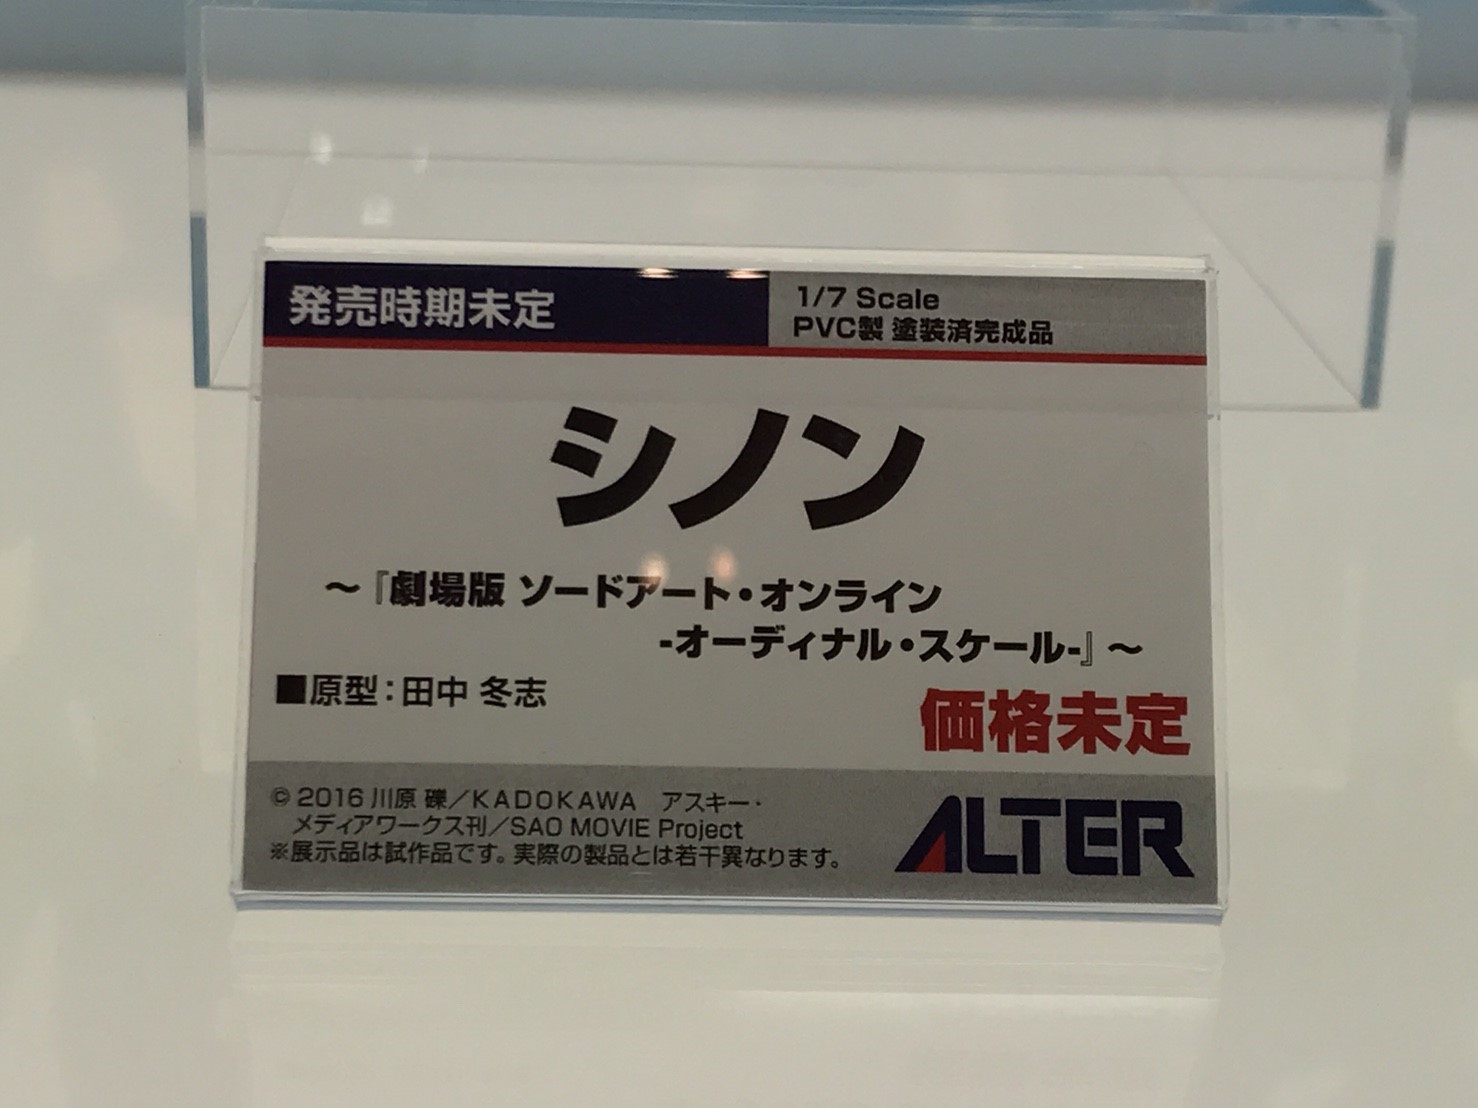 発売時期未定
1/7 Scale
PVC製 塗装済完成品
シノン
～『劇場版 ソードアート・オンライン
-オーディナル・スケール-』～
■原型：田中 冬志
価格未定
© 2016 川原 礫／KADOKAWA　アスキー・
メディアワークス刊／SAO MOVIE Project
※展示品は試作品です。実際の製品とは若干異なります。
ALTER